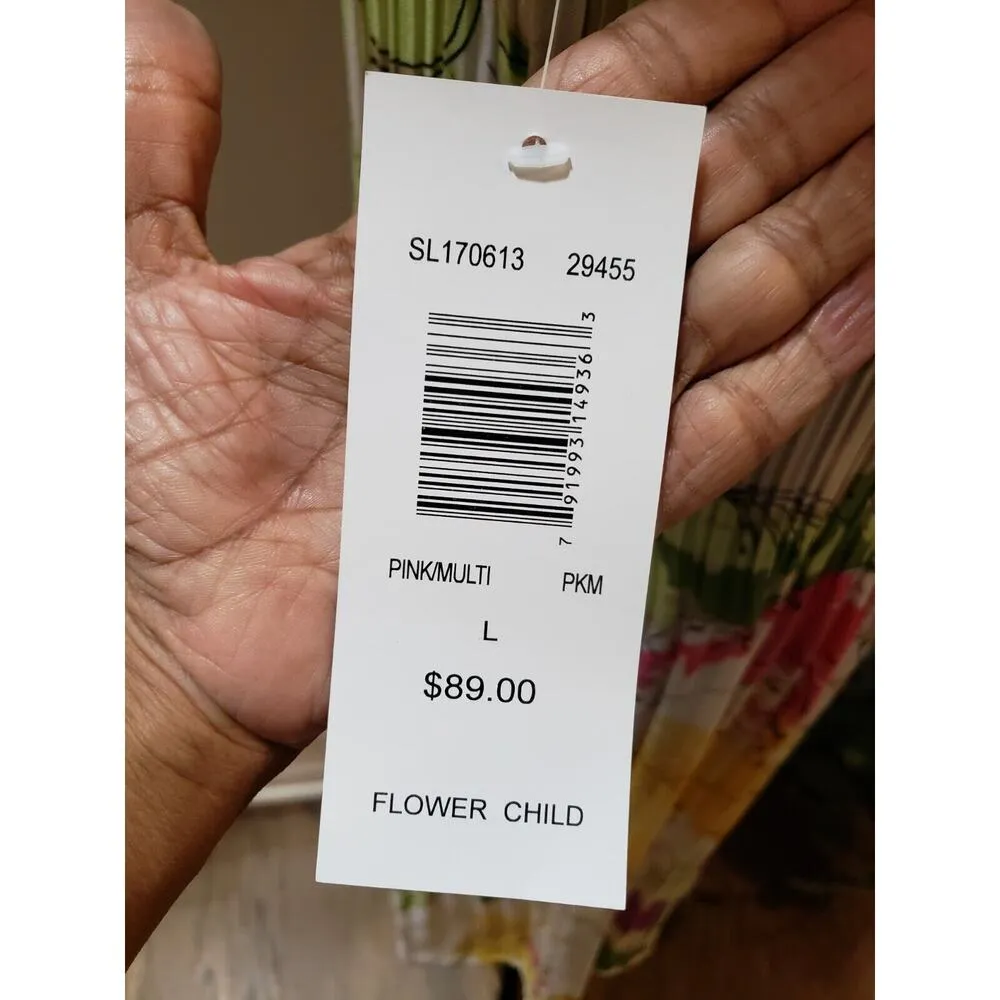 SL170613 29455
7 91993 14936 3
PINK/MULTI PKM
L
$89.00
FLOWER CHILD